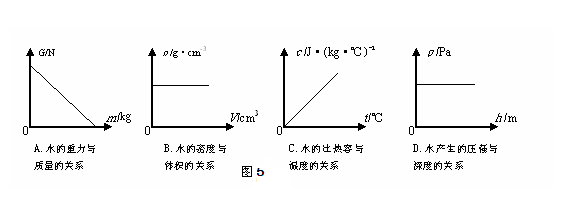 G/N
ρ/g·cm⁻³
c/J·(kg·℃)⁻¹
p/Pa
0 m/kg
0 V/cm³
0 t/℃
0 h/m
A.水的重力与
质量的关系
B.水的密度与
体积的关系
C.水的比热容与
温度的关系
D.水产生的压强与
深度的关系
图5